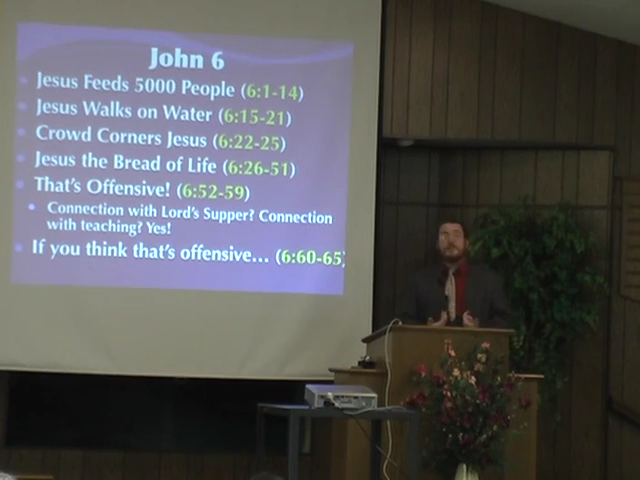 John 6
Jesus Feeds 5000 People (6:1-14)
Jesus Walks on Water (6:15-21)
Crowd Corners Jesus (6:22-25)
Jesus the Bread of Life (6:26-51)
That's Offensive! (6:52-59)
Connection with Lord's Supper? Connection
with teaching? Yes!
If you think that's offensive... (6:60-65)